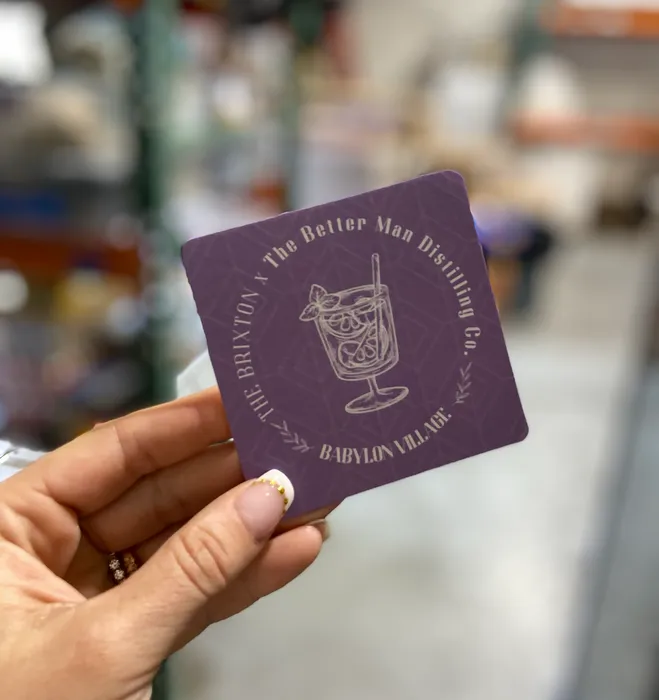 THE BRIXTON x The Better Man Distilling Co.
BABYLON VILLAGE